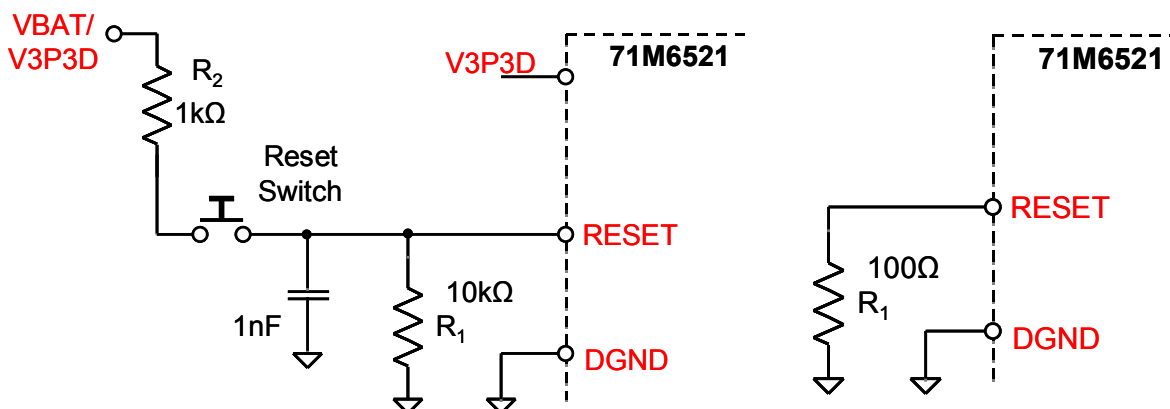 VBAT/
V3P3D
R2
1kΩ
Reset
Switch
1nF
10kΩ
R1
V3P3D
71M6521
RESET
DGND
71M6521
RESET
100Ω
R1
DGND